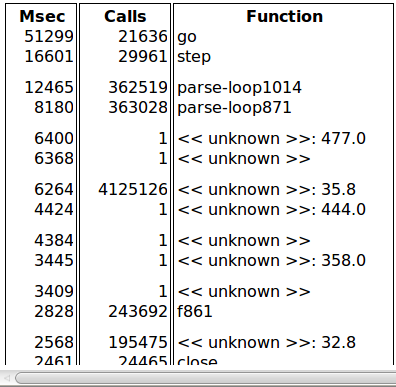 Msec Calls Function
51299 21636 go
16601 29961 step
12465 362519 parse-loop1014
8180 363028 parse-loop871
6400 1 << unknown >>: 477.0
6368 1 << unknown >>
6264 4125126 << unknown >>: 35.8
4424 1 << unknown >>: 444.0
4384 1 << unknown >>
3445 1 << unknown >>: 358.0
3409 1 << unknown >>
2828 243692 f861
2568 195475 << unknown >>: 32.8
2461 24465 close